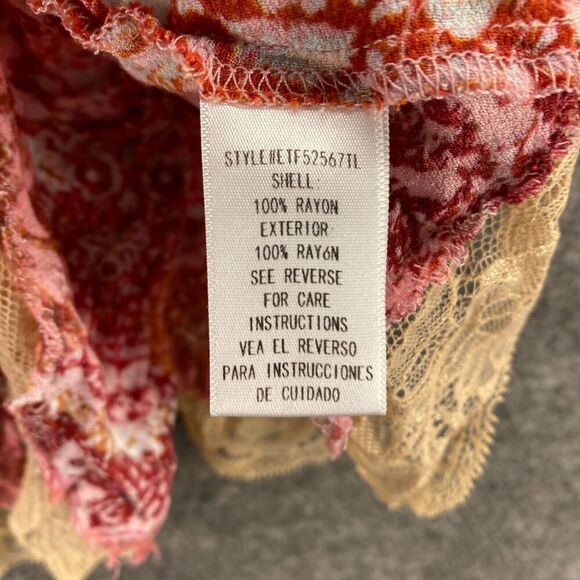 STYLE#ETF52567TL
SHELL:
100% RAYON
EXTERIOR:
100% RAYóN
SEE REVERSE
FOR CARE
INSTRUCTIONS
VEA EL REVERSO
PARA INSTRUCCIONES
DE CUIDADO